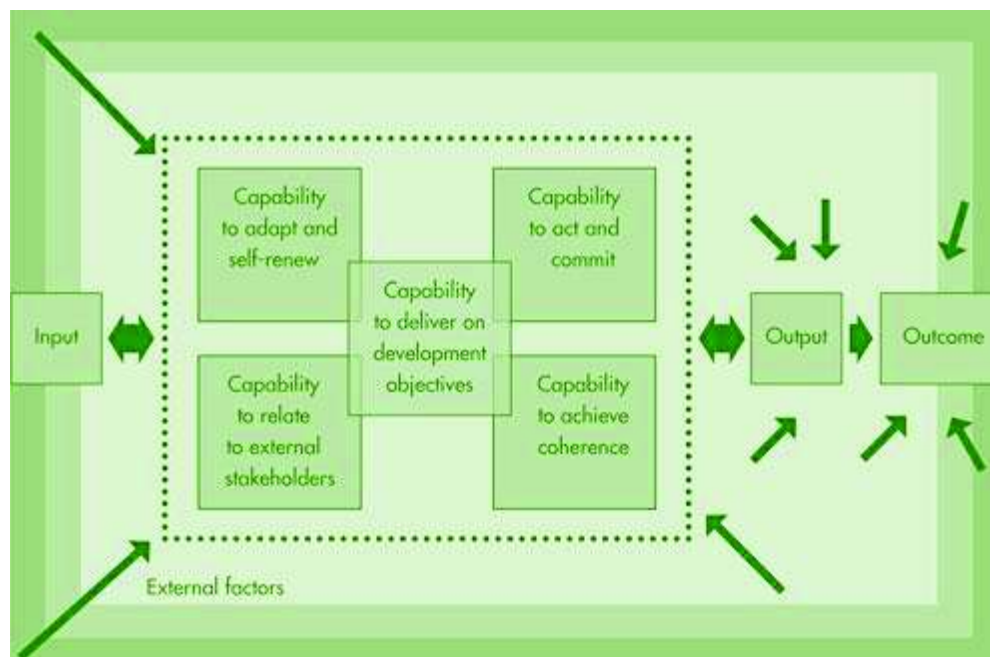 Capability
to adapt and
self-renew
Capability
to act and
commit
Capability
to deliver on
development
objectives
Input
Output
Outcome
Capability
to relate
to external
stakeholders
Capability
to achieve
coherence
External factors